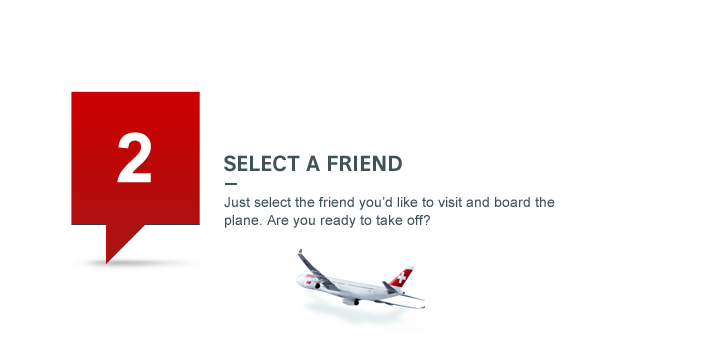 2
SELECT A FRIEND
Just select the friend you’d like to visit and board the
plane. Are you ready to take off?